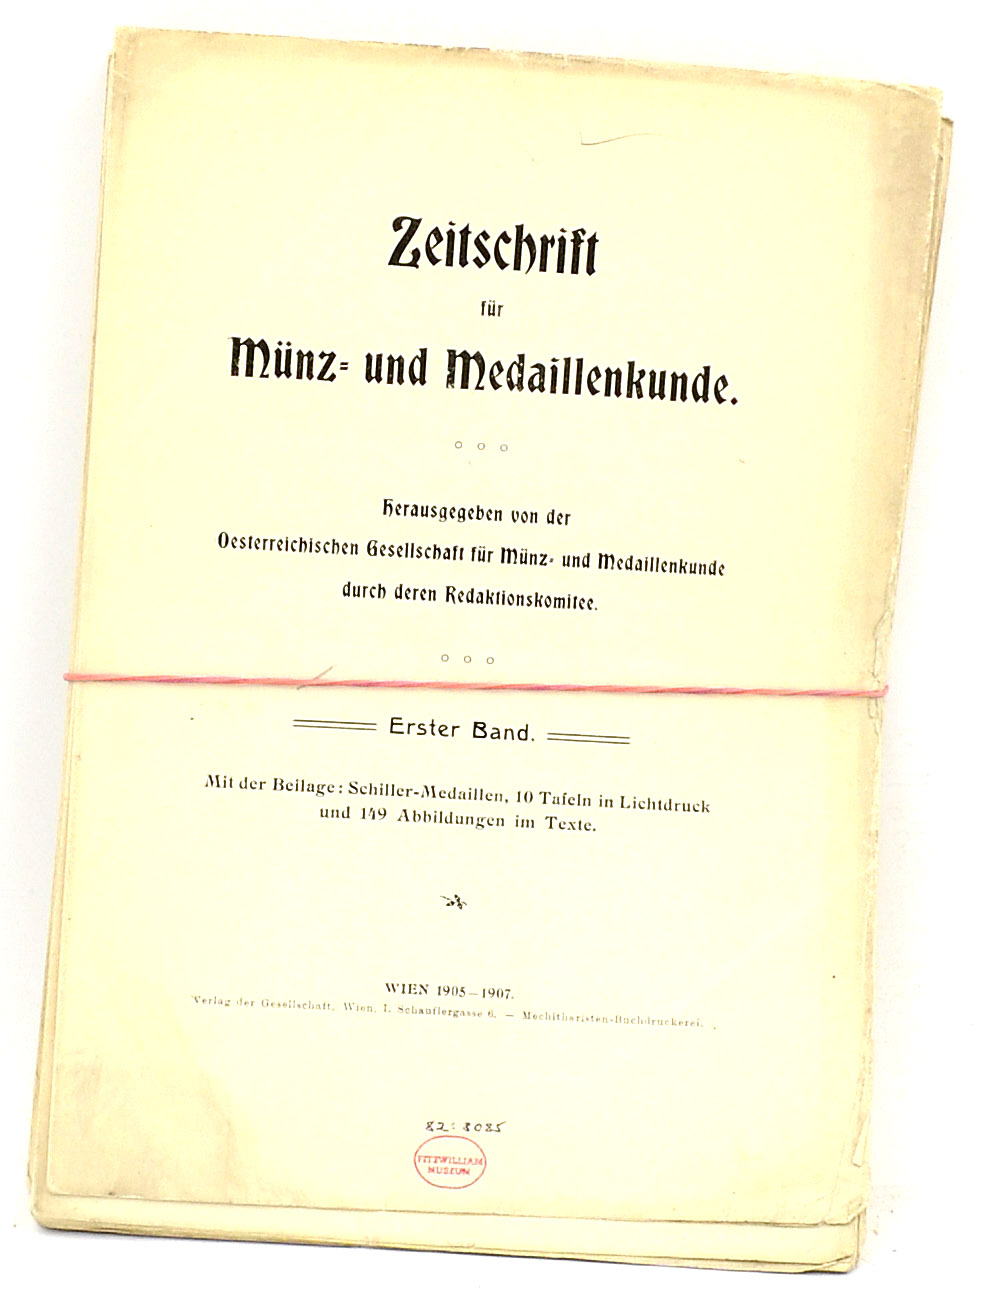 Zeitschrift
für
Münz- und Medaillenkunde.
Herausgegeben von der
Oesterreichischen Gesellschaft für Münz- und Medaillenkunde
durch deren Redaktionskomitee.
Erster Band.
Mit der Beilage: Schiller-Medaillen, 10 Tafeln in Lichtdruck
und 149 Abbildungen im Texte.
WIEN 1905–1907.
Verlag der Gesellschaft, Wien, I. Schauflergasse 6. — Mechitharisten-Buchdruckerei.
82: 8085
FITZWILLIAM
MUSEUM